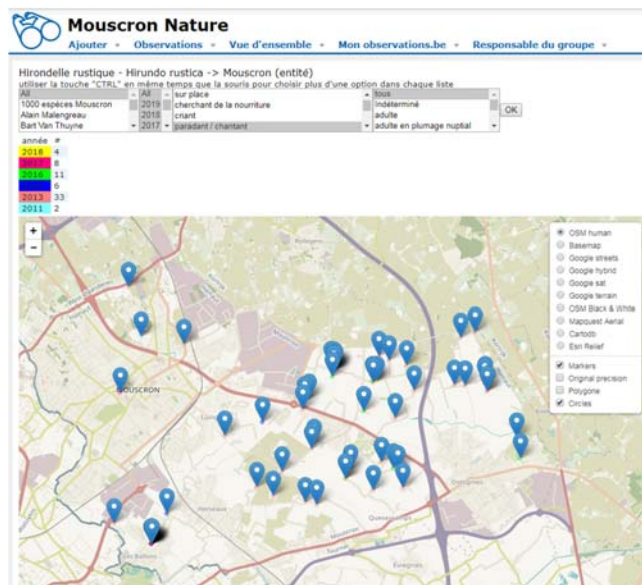 Mouscron Nature
Ajouter Observations Vue d'ensemble Mon observations.be Responsable du groupe
Hirondelle rustique - Hirundo rustica -> Mouscron (entité)
utiliser la touche "CTRL" en même temps que la souris pour choisir plus d'une option dans chaque liste
All All sur place tous
1000 espèces Mouscron 2019 cherchant de la nourriture Indéterminé
Alain Malengreau 2018 criant adulte OK
Bart Van Thuyne 2017 paradant / chantant adulte en plumage nuptial
année #
2018 4
2017 8
2016 11
6
2013 33
2011 2
+
−
OSM human
Basemap
Google streets
Google hybrid
Google sat
Google terrain
OSM Black & White
Mapquest Aerial
Cartodb
Esri Relief
Markers
Original precision
Polygone
Circles
MOUSCRON
Herseaux
Dottignies
Évregnies